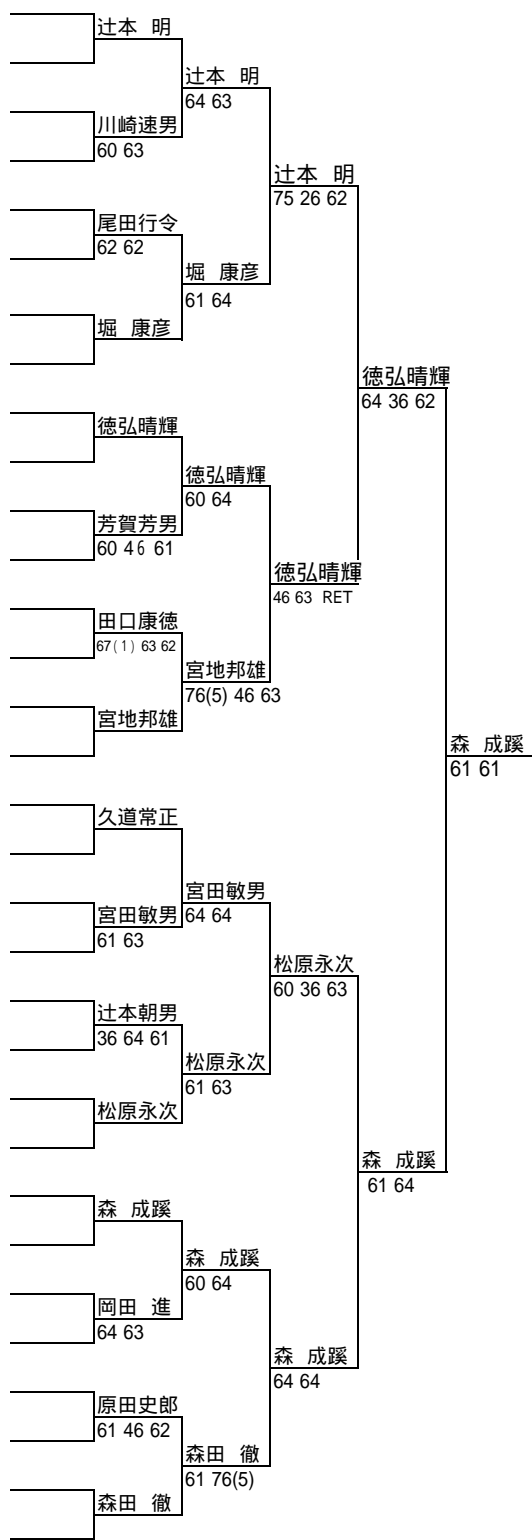 辻本　明
辻本　明
64 63
川崎速男
60 63
辻本　明
75 26 62
尾田行令
62 62
堀　康彦
61 64
堀　康彦
徳弘晴輝
64 36 62
徳弘晴輝
徳弘晴輝
60 64
芳賀芳男
60 46 61
徳弘晴輝
46 63 RET
田口康徳
67(1) 63 62
宮地邦雄
76(5) 46 63
宮地邦雄
森　成蹊
61 61
久道常正
宮田敏男
64 64
宮田敏男
61 63
松原永次
60 36 63
辻本朝男
36 64 61
松原永次
61 63
松原永次
森　成蹊
61 64
森　成蹊
森　成蹊
60 64
岡田　進
64 63
森　成蹊
64 64
原田史郎
61 46 62
森田　徹
61 76(5)
森田　徹